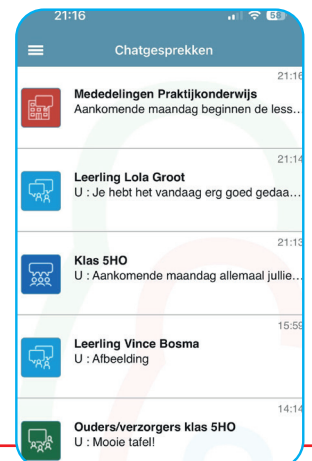 21:16
58
Chatgesprekken
21:16
Mededelingen Praktijkonderwijs
Aankomende maandag beginnen de less...
21:14
Leerling Lola Groot
U : Je hebt het vandaag erg goed gedaa...
21:13
Klas 5HO
U : Aankomende maandag allemaal jullie...
15:59
Leerling Vince Bosma
U : Afbeelding
14:14
Ouders/verzorgers klas 5HO
U : Mooie tafel!